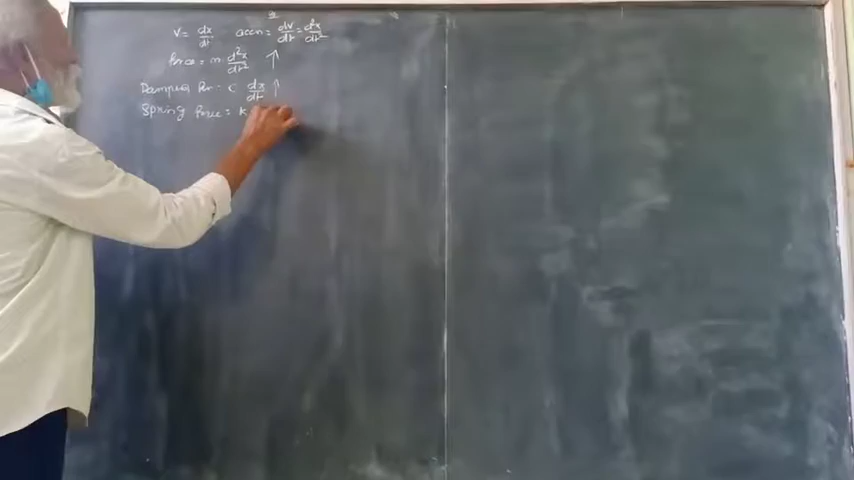 V = dx/dt accn = dv/dt = d²x/dt²
Force = m d²x/dt² ↑
Damping Fr. C dx/dt ↑
Spring Force = K